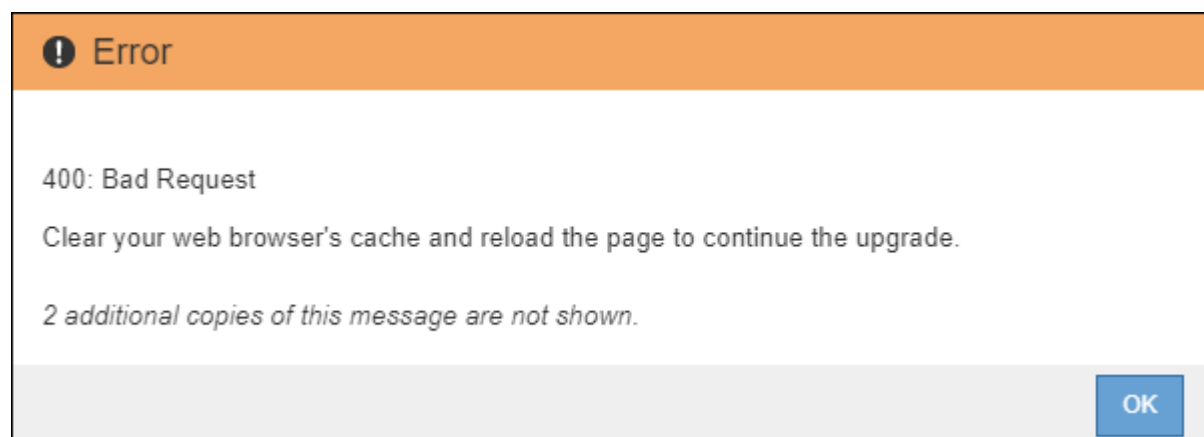 Error
400: Bad Request
Clear your web browser's cache and reload the page to continue the upgrade.
2 additional copies of this message are not shown.
OK